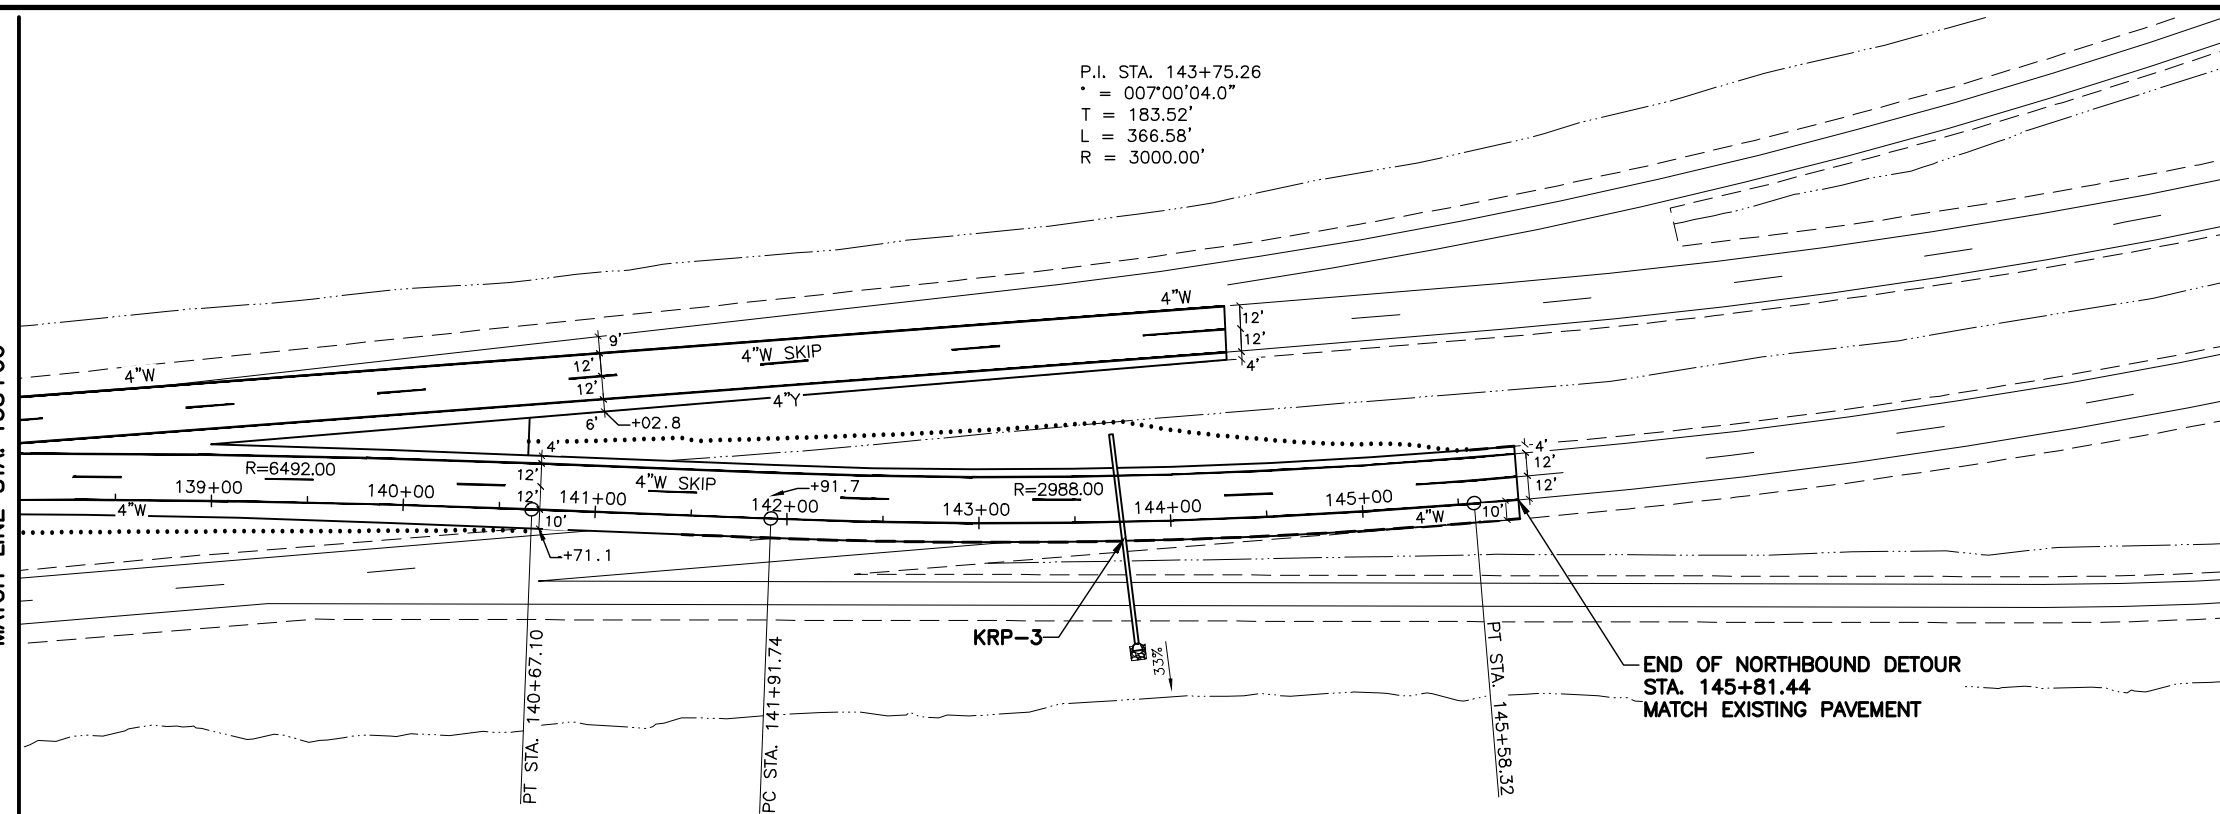 P.I. STA. 143+75.26
° = 007°00'04.0"
T = 183.52'
L = 366.58'
R = 3000.00'
4"W
12'
12'
4'
9'
4"W SKIP
12'
12'
4"W
4"Y
6'
+02.8
4'
4'
12'
12'
R=6492.00
12'
12'
4"W SKIP
+91.7
R=2988.00
139+00
140+00
141+00
142+00
143+00
144+00
145+00
4"W
10'
4"W
10'
+71.1
KRP-3
33%
PT STA. 140+67.10
PC STA. 141+91.74
PT STA. 145+58.32
END OF NORTHBOUND DETOUR
STA. 145+81.44
MATCH EXISTING PAVEMENT